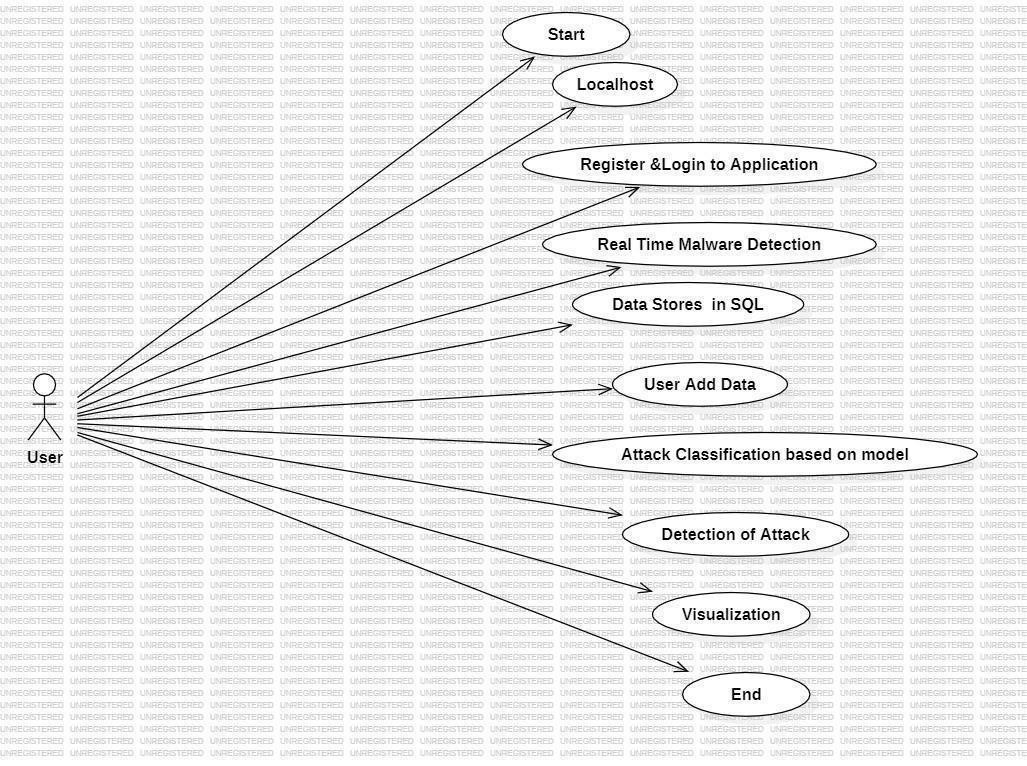 Start
Localhost
Register &Login to Application
Real Time Malware Detection
Data Stores  in SQL
User Add Data
User
Attack Classification based on model
Detection of Attack
Visualization
End
UNREGISTERED